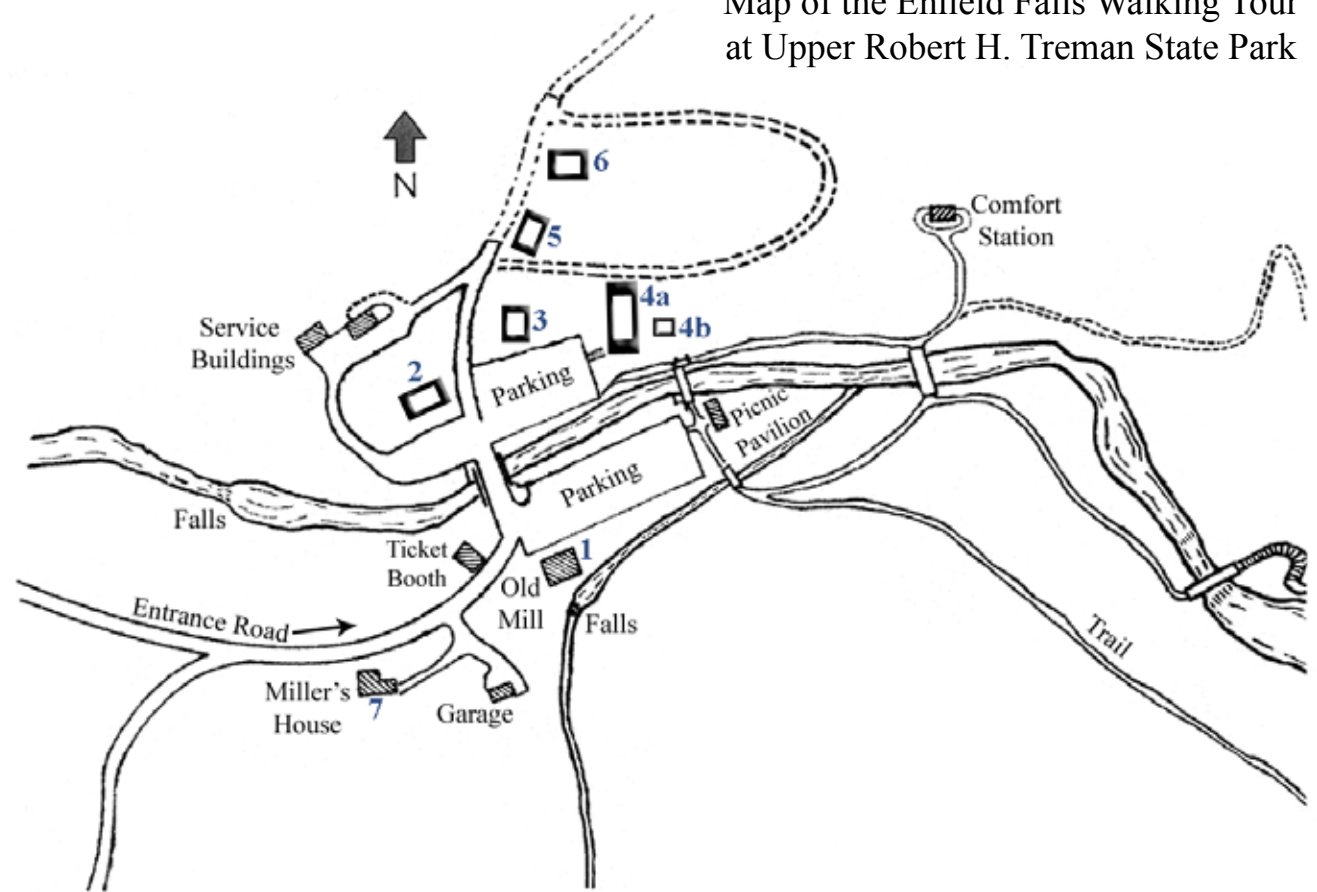 Map of the Enfield Falls Walking Tour
at Upper Robert H. Treman State Park
6
N
Comfort
Station
5
4a
3
4b
Service
Buildings
2
Parking
Picnic
Pavilion
Parking
Falls
Ticket
Booth
1
Old
Mill
Entrance Road
Falls
Trail
Miller's
House
7
Garage